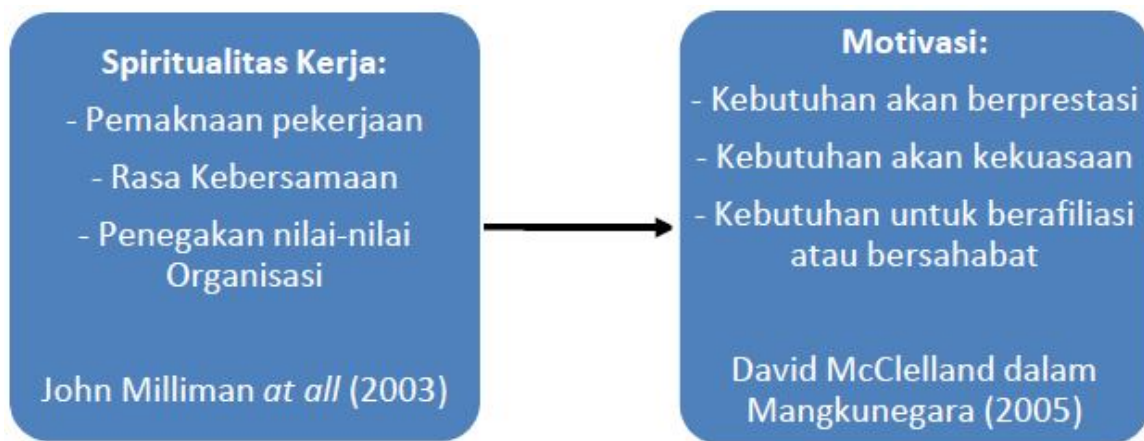 Spiritualitas Kerja:
- Pemaknaan pekerjaan
- Rasa Kebersamaan
- Penegakan nilai-nilai
Organisasi
John Milliman at all (2003)
Motivasi:
- Kebutuhan akan berprestasi
- Kebutuhan akan kekuasaan
- Kebutuhan untuk berafiliasi
atau bersahabat
David McClelland dalam
Mangkunegara (2005)